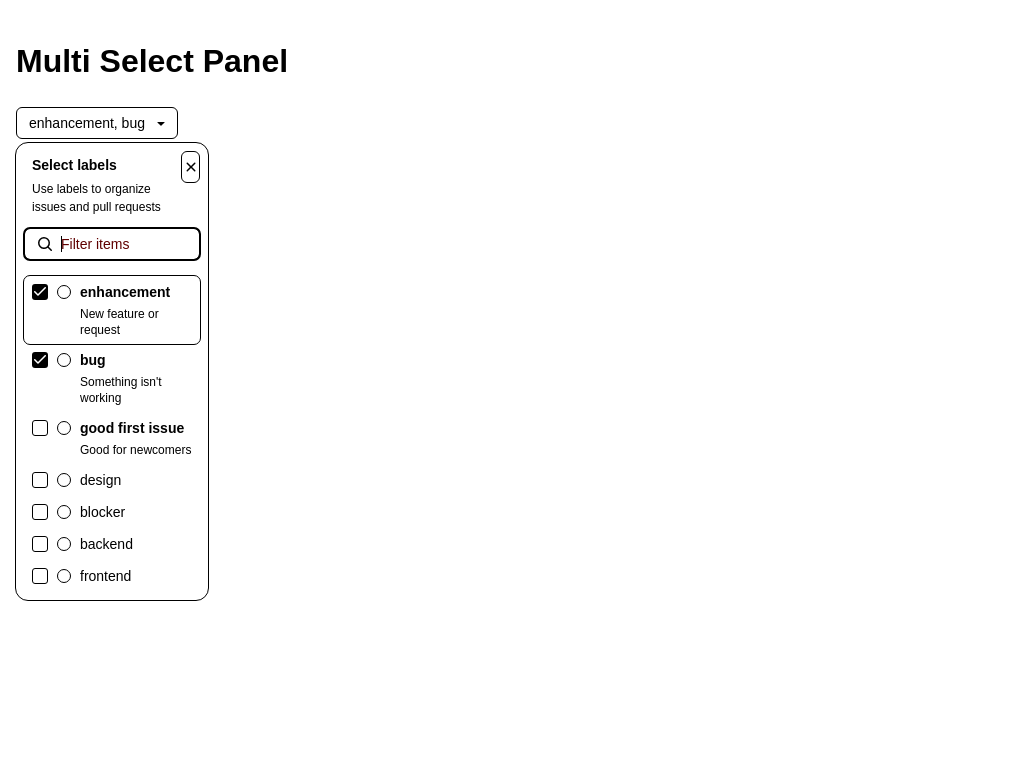 Multi Select Panel
enhancement, bug
Select labels
Use labels to organize
issues and pull requests
Filter items
enhancement
New feature or
request
bug
Something isn't
working
good first issue
Good for newcomers
design
blocker
backend
frontend